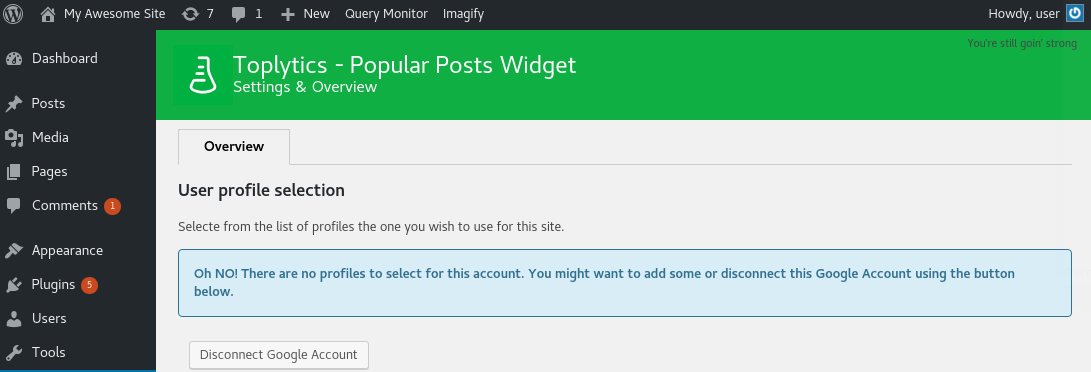 My Awesome Site 7 1 New Query Monitor Imagify Howdy, user
You're still goin' strong
Toplytics - Popular Posts Widget
Settings & Overview
Dashboard
Posts
Media
Pages
Comments 1
Appearance
Plugins 5
Users
Tools
Overview
User profile selection
Selecte from the list of profiles the one you wish to use for this site.
Oh NO! There are no profiles to select for this account. You might want to add some or disconnect this Google Account using the button
below.
Disconnect Google Account